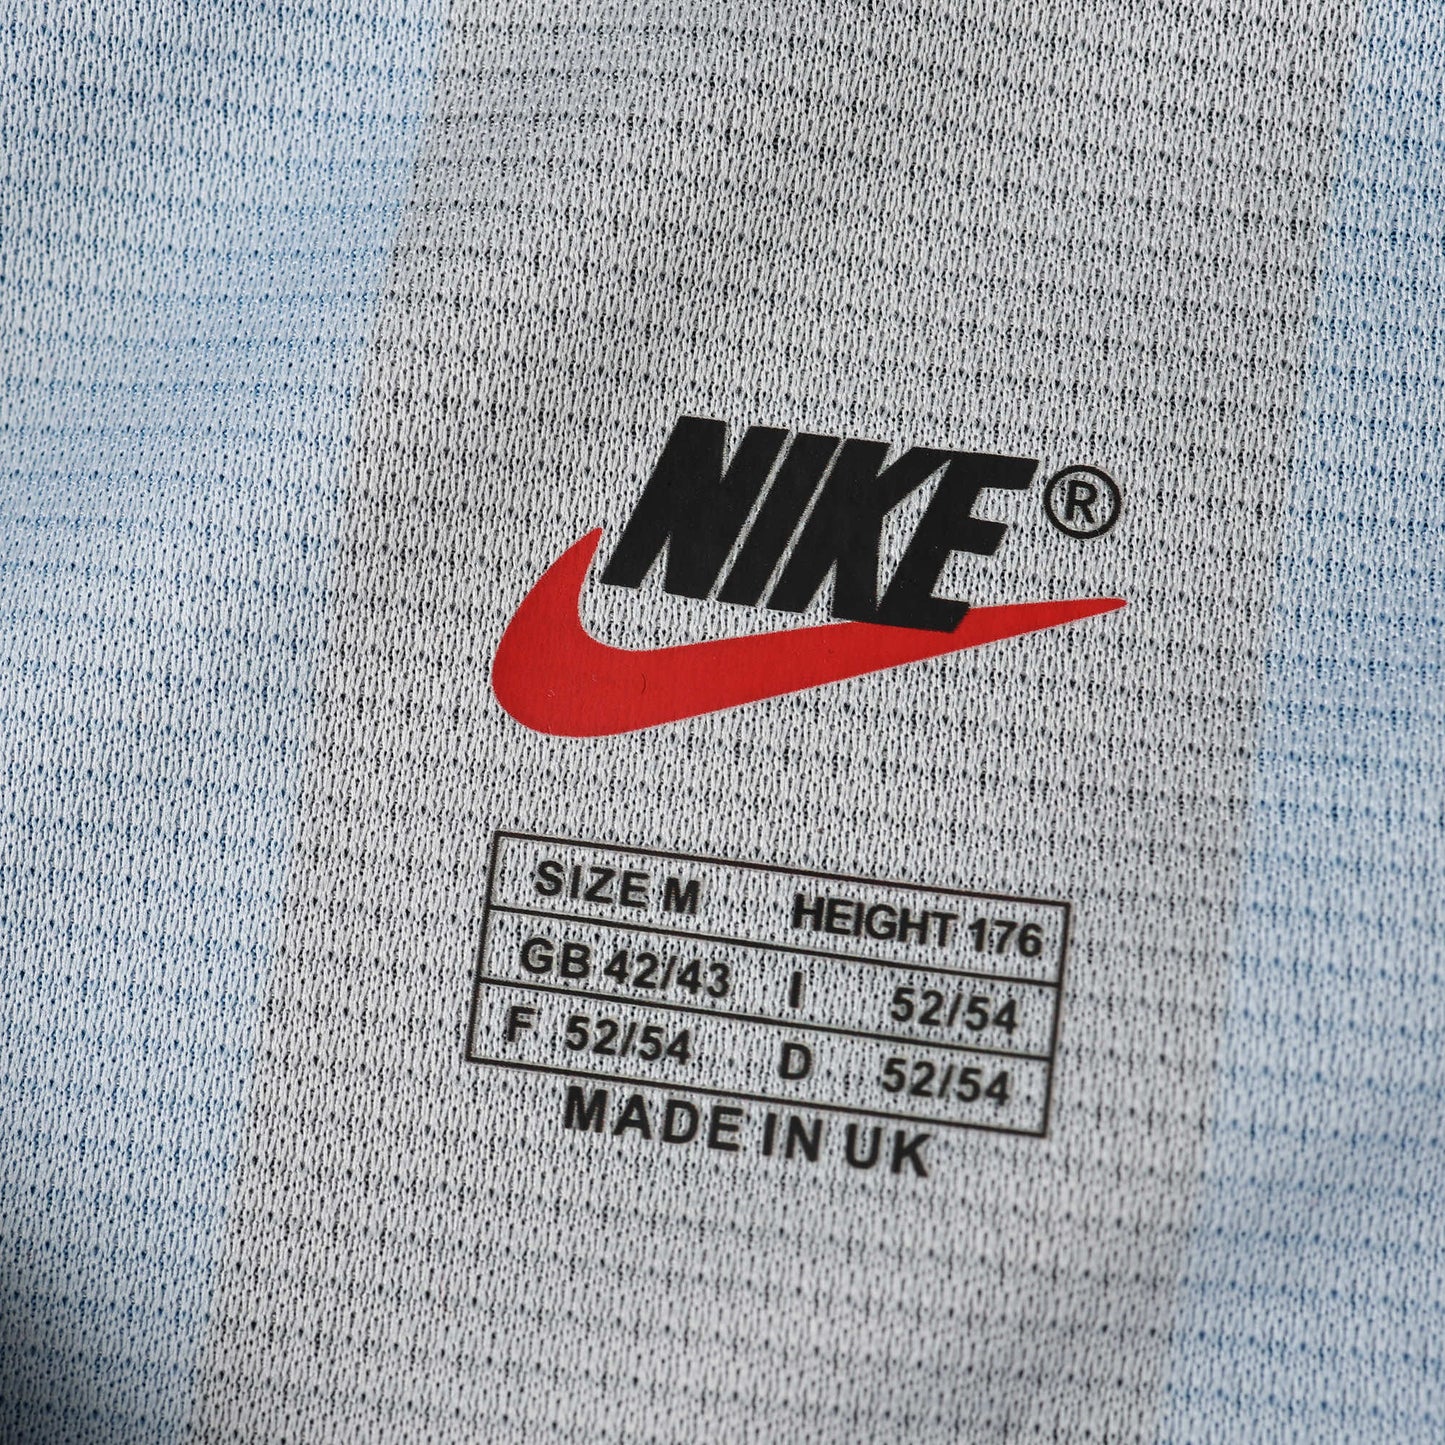 NIKE®
SIZE M HEIGHT 176
GB 42/43 I 52/54
F 52/54 D 52/54
MADE IN UK